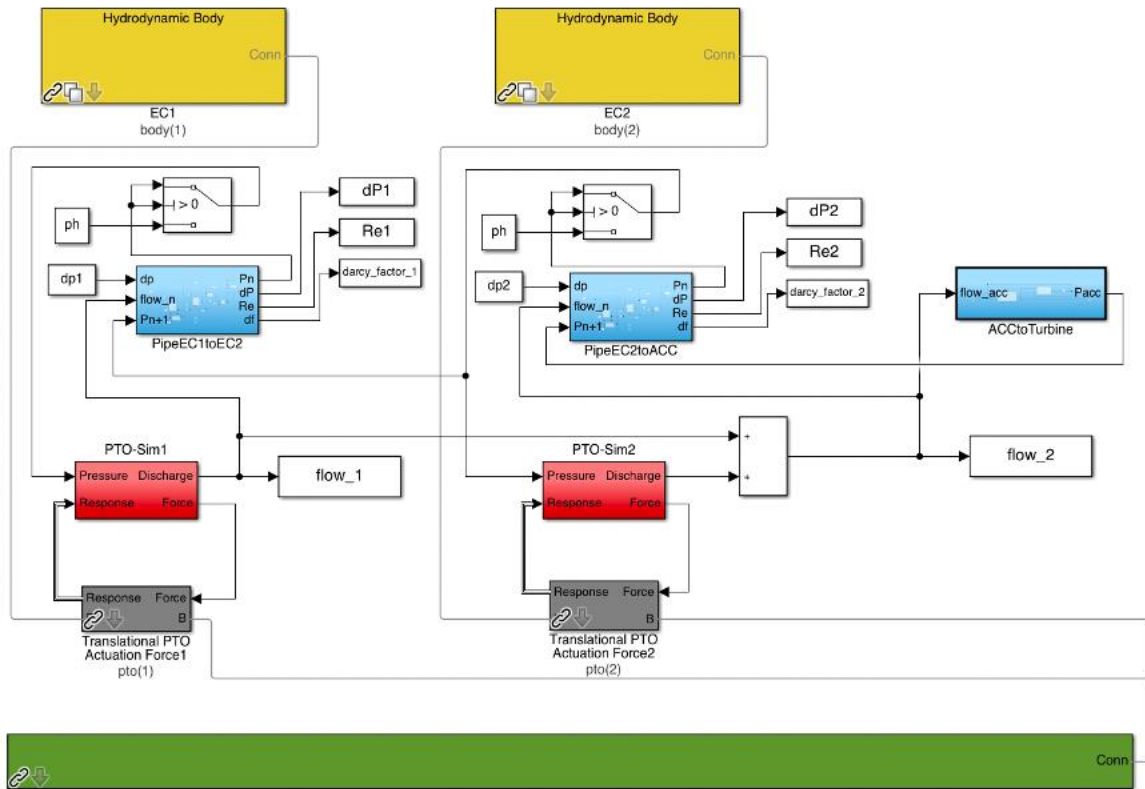 Hydrodynamic Body
Conn
EC1
body(1)
Hydrodynamic Body
Conn
EC2
body(2)
> 0
ph
dp1
dp
flow_n
Pn+1
Pn
dP
Re
df
PipeEC1toEC2
dP1
Re1
darcy_factor_1
> 0
ph
dp2
dp
flow_n
Pn+1
Pn
dP
Re
df
PipeEC2toACC
dP2
Re2
darcy_factor_2
flow_acc
Pacc
ACCtoTurbine
PTO-Sim1
Pressure
Discharge
Response
Force
flow_1
PTO-Sim2
Pressure
Discharge
Response
Force
+
+
flow_2
Response
Force
B
Translational PTO
Actuation Force1
pto(1)
Response
Force
B
Translational PTO
Actuation Force2
pto(2)
Conn